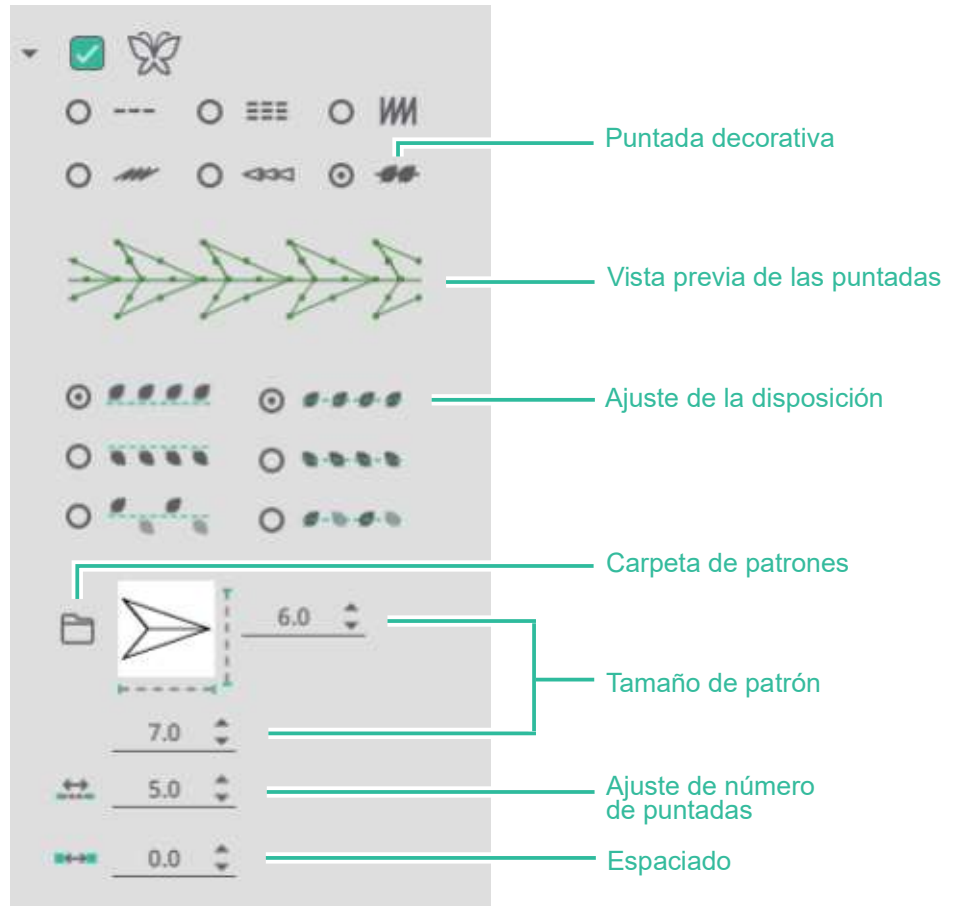 Puntada decorativa
Vista previa de las puntadas
Ajuste de la disposición
Carpeta de patrones
6.0
Tamaño de patrón
7.0
Ajuste de número
de puntadas
5.0
Espaciado
0.0